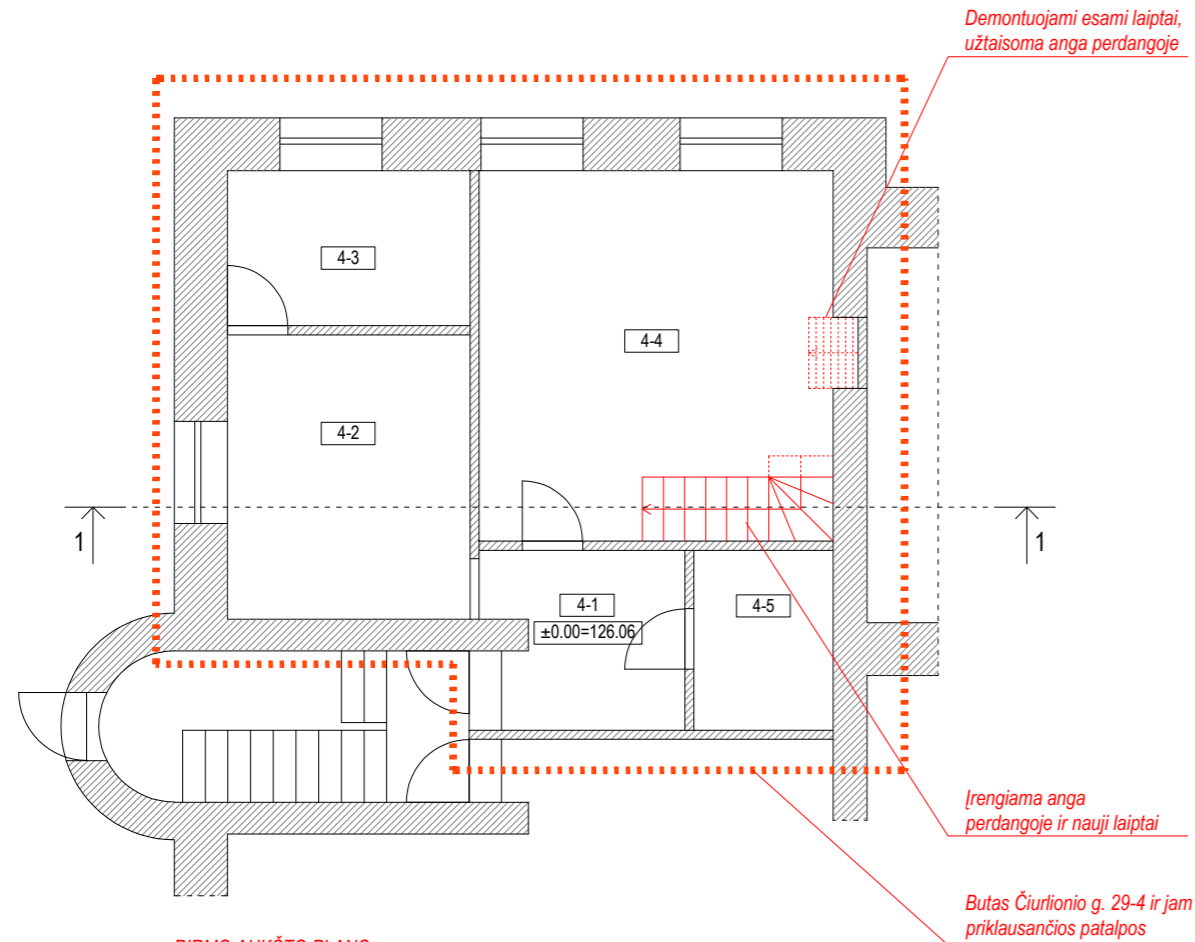 Demontuojami esami laiptai,
užtaisoma anga perdangoje
4-3
4-4
4-2
1
1
4-1
±0.00=126.06
4-5
Įrengiama anga
perdangoje ir nauji laiptai
Butas Čiurlionio g. 29-4 ir jam
priklausančios patalpos